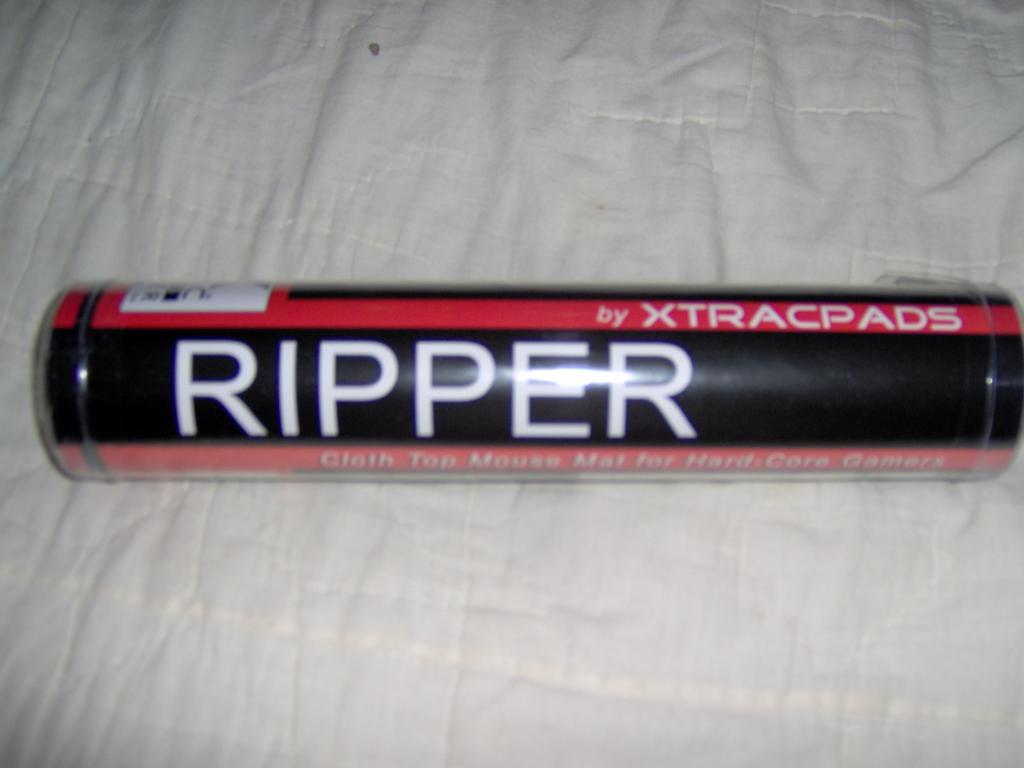 by XTRACPADS
RIPPER
Cloth Top Mouse Mat for Hard-Core Gamers